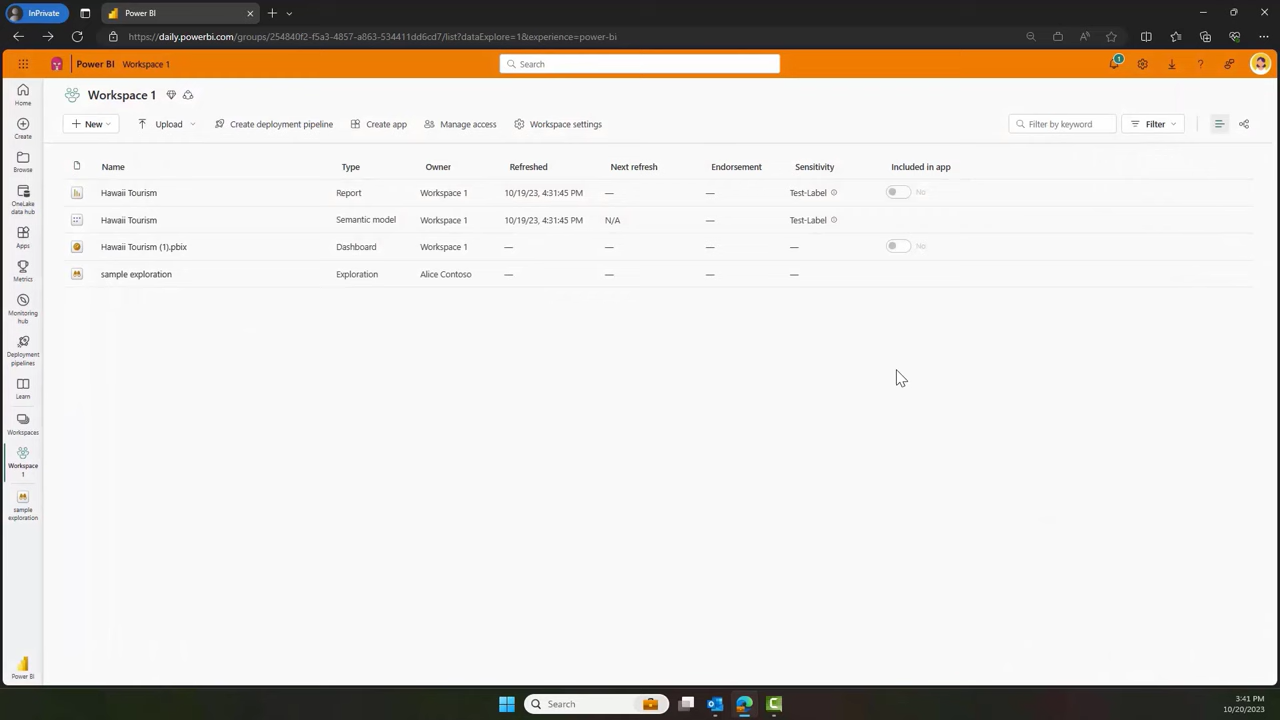 InPrivate
Power BI
https://daily.powerbi.com/groups/254840f2-f5a3-4857-a863-534411dd6cd7/list?dataExplore=1&experience=power-bi
Power BI Workspace 1
Search
1
Home
Create
Browse
OneLake
data hub
Apps
Metrics
Monitoring
hub
Deployment
pipelines
Learn
Workspaces
Workspace
1
sample
exploration
Power BI
Workspace 1
New Upload Create deployment pipeline Create app Manage access Workspace settings Filter by keyword Filter
Name Type Owner Refreshed Next refresh Endorsement Sensitivity Included in app
Hawaii Tourism Report Workspace 1 10/19/23, 4:31:45 PM — — Test-Label No
Hawaii Tourism Semantic model Workspace 1 10/19/23, 4:31:45 PM N/A — Test-Label
Hawaii Tourism (1).pbix Dashboard Workspace 1 — — — — No
sample exploration Exploration Alice Contoso — — — —
Search
3:41 PM
10/20/2023